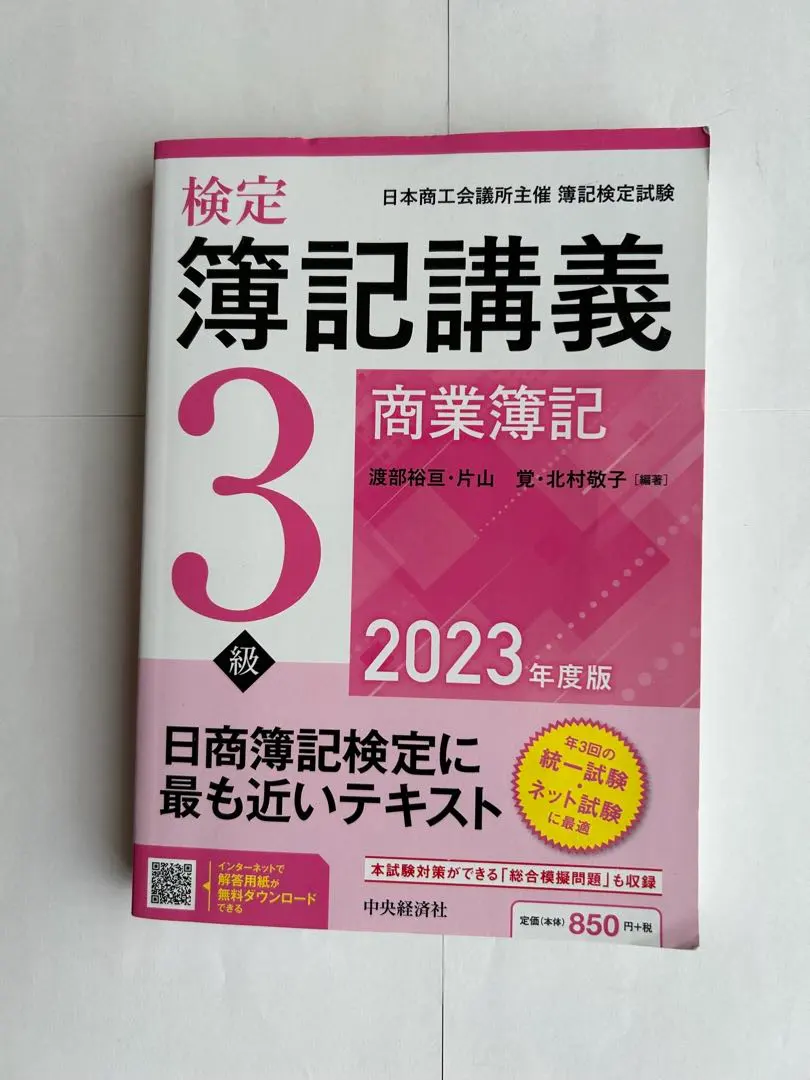 検定
日本商工会議所主催 簿記検定試験
簿記講義
3
級
商業簿記
渡部裕亘・片山 覚・北村敬子 [編著]
2023年度版
日商簿記検定に
最も近いテキスト
年3回の
統一試験
・
ネット試験
に最適
インターネットで
解答用紙が
無料ダウンロード
できる
本試験対策ができる「総合模擬問題」も収録
中央経済社
定価(本体)850円+税